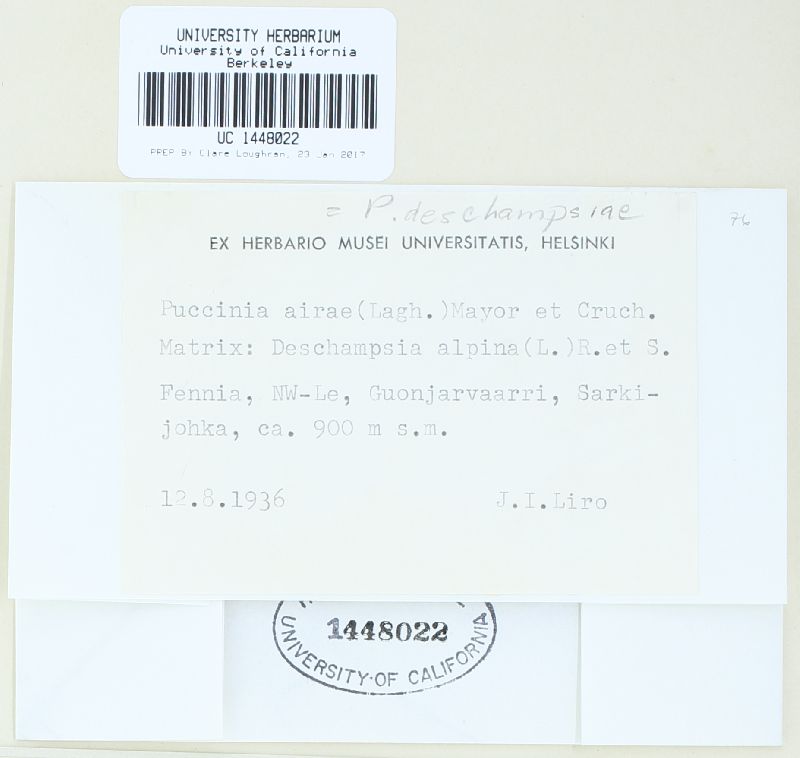 UNIVERSITY HERBARIUM
University of California
Berkeley
UC 1448022
PREP BY Clare Loughran, 23 Jan 2017
= P. deschampsiae
76
EX HERBARIO MUSEI UNIVERSITATIS, HELSINKI
Puccinia airae(Lagh.)Mayor et Cruch.
Matrix: Deschampsia alpina(L.)R.et S.
Fennia, NW-Le, Guonjarvaarri, Sarki-
johka, ca. 900 m s.m.
12.8.1936 J.I.Liro
1448022
UNIVERSITY OF CALIFORNIA